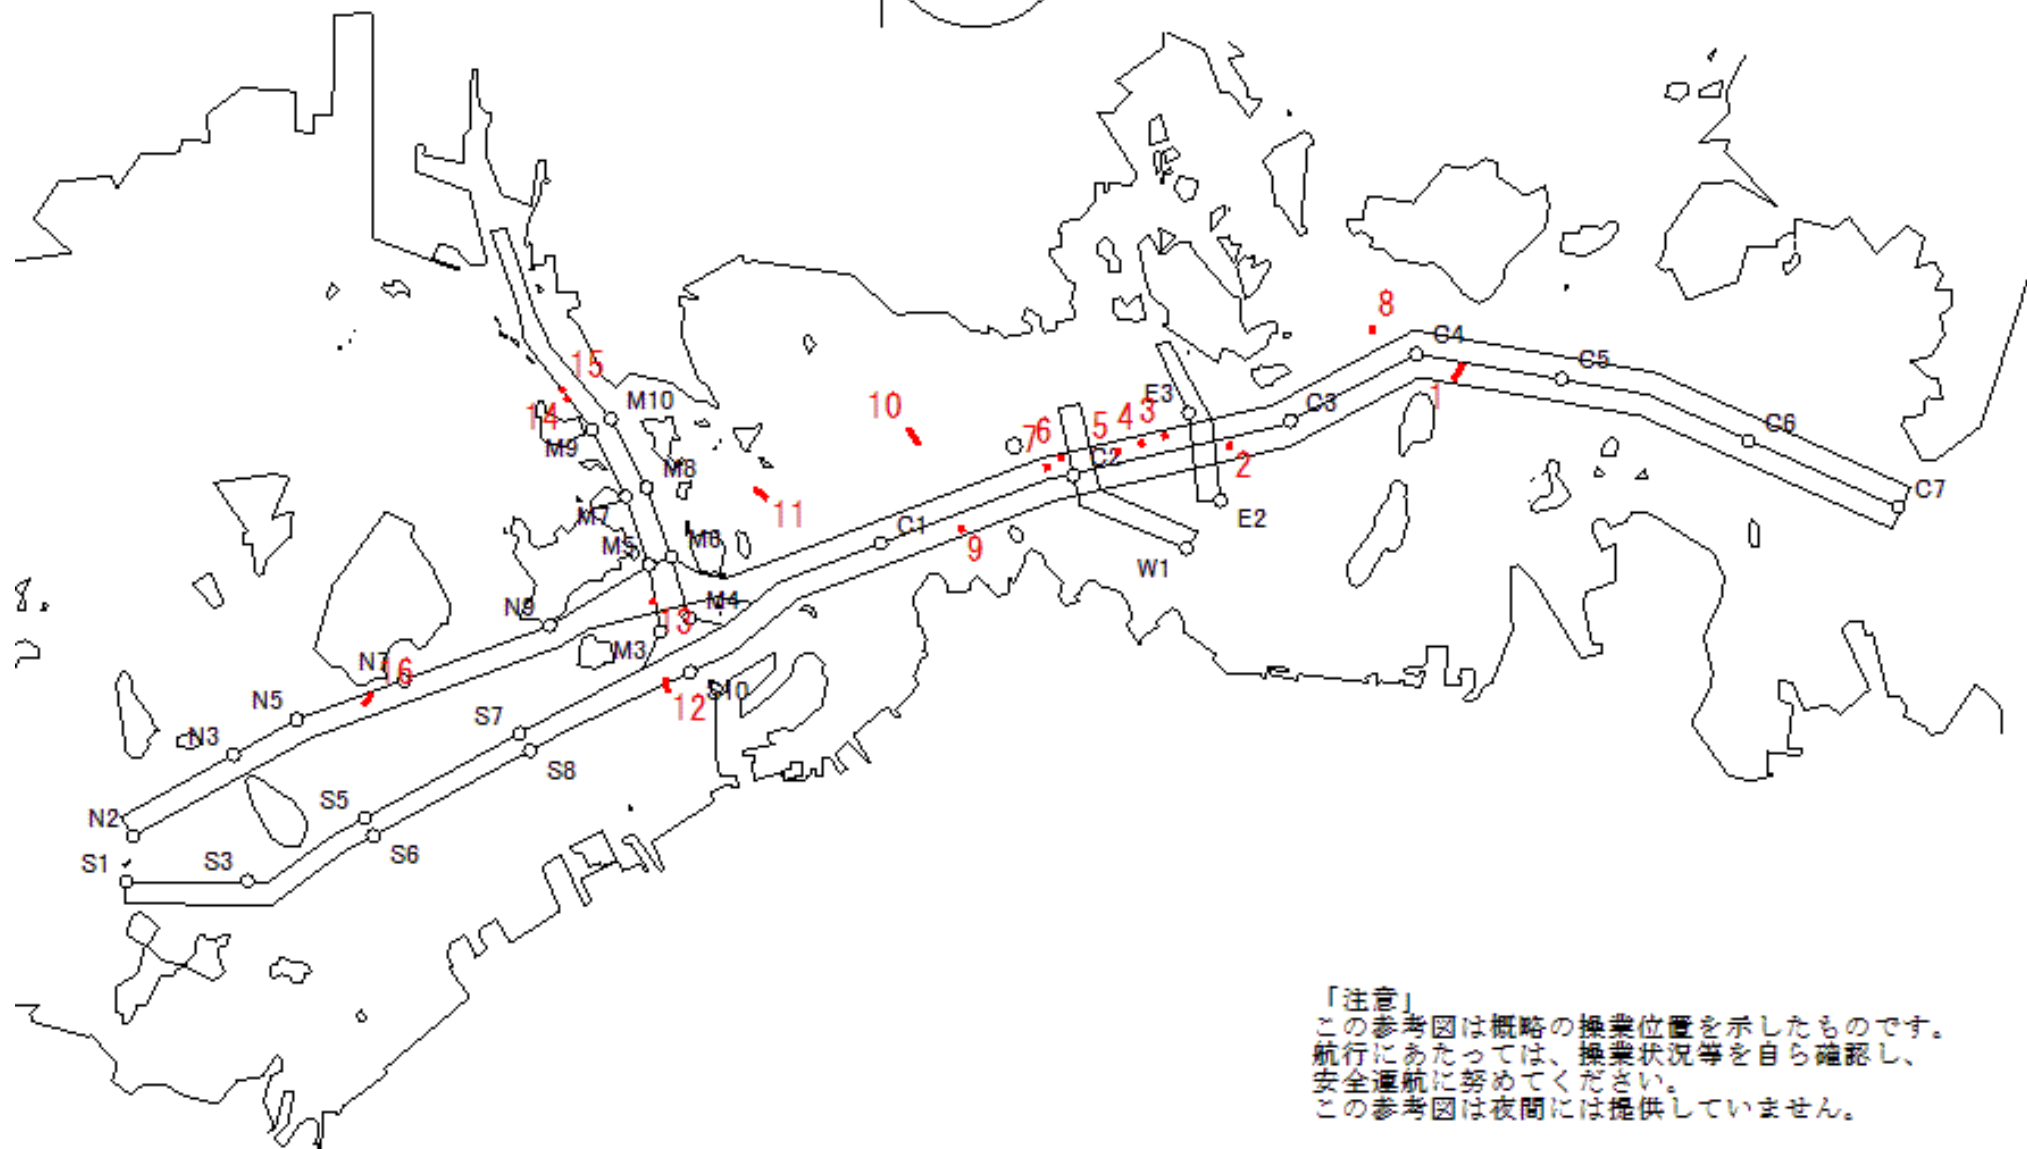 8
C4
C5
15
1
E3
3
4
C3
M10
10
5
6
7
14
C6
M9
C2
2
M8
C7
11
M7
E2
C1
M6
M5
9
W1
N9
M4
13
M3
N7
16
S10
N5
12
S7
N3
S8
S5
N2
S6
S1
S3
「注意」
この参考図は概略の操業位置を示したものです。
航行にあたっては、操業状況等を自ら確認し、
安全運航に努めてください。
この参考図は夜間には提供していません。